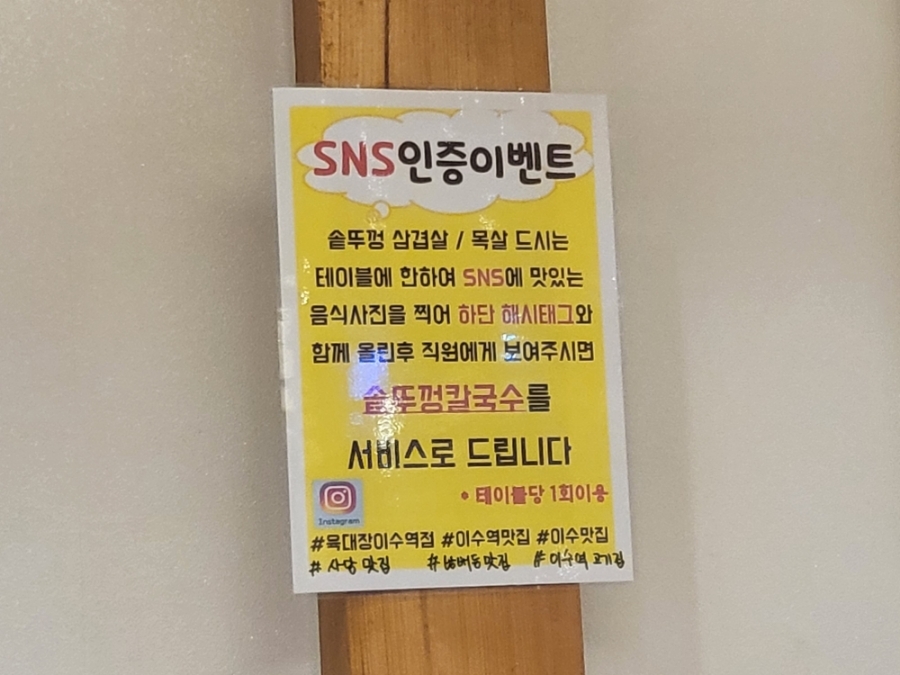 SNS인증이벤트
솥뚜껑 삼겹살 / 목살 드시는
테이블에 한하여 SNS에 맛있는
음식사진을 찍어 하단 해시태그와
함께 올린후 직원에게 보여주시면
솥뚜껑칼국수를
서비스로 드립니다
* 테이블당 1회이용
Instagram
#육대장이수역점 #이수역맛집 #이수맛집
# 사당 맛집 # 방배동맛집 # 이수역 고기집